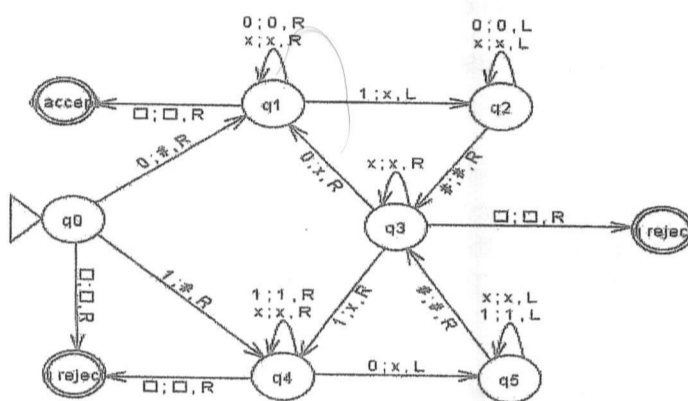 0 ; 0 , R
x ; x , R
0 ; 0 , L
x ; x , L
accep
q1
1 ; x , L
q2
□ ; □ , R
0 ; # , R
0 ; x , R
x ; x , R
# ; # , R
q0
q3
□ ; □ , R
rejec
□ ; □ , R
1 ; # , R
1 ; 1 , R
x ; x , R
1 ; x , R
# ; # , R
x ; x , L
1 ; 1 , L
rejec
□ ; □ , R
q4
0 ; x , L
q5